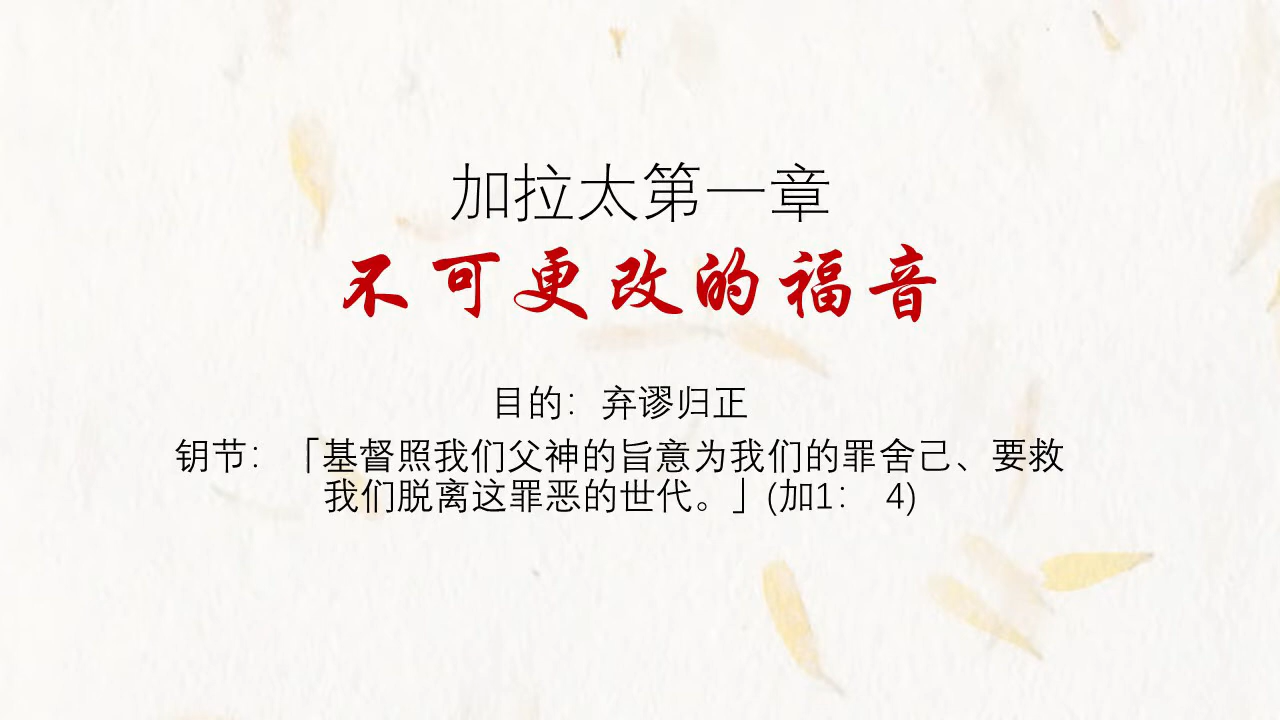 加拉太第一章
不可更改的福音
目的：弃谬归正
钥节：「基督照我们父神的旨意为我们的罪舍己、要救
我们脱离这罪恶的世代。」(加1： 4)